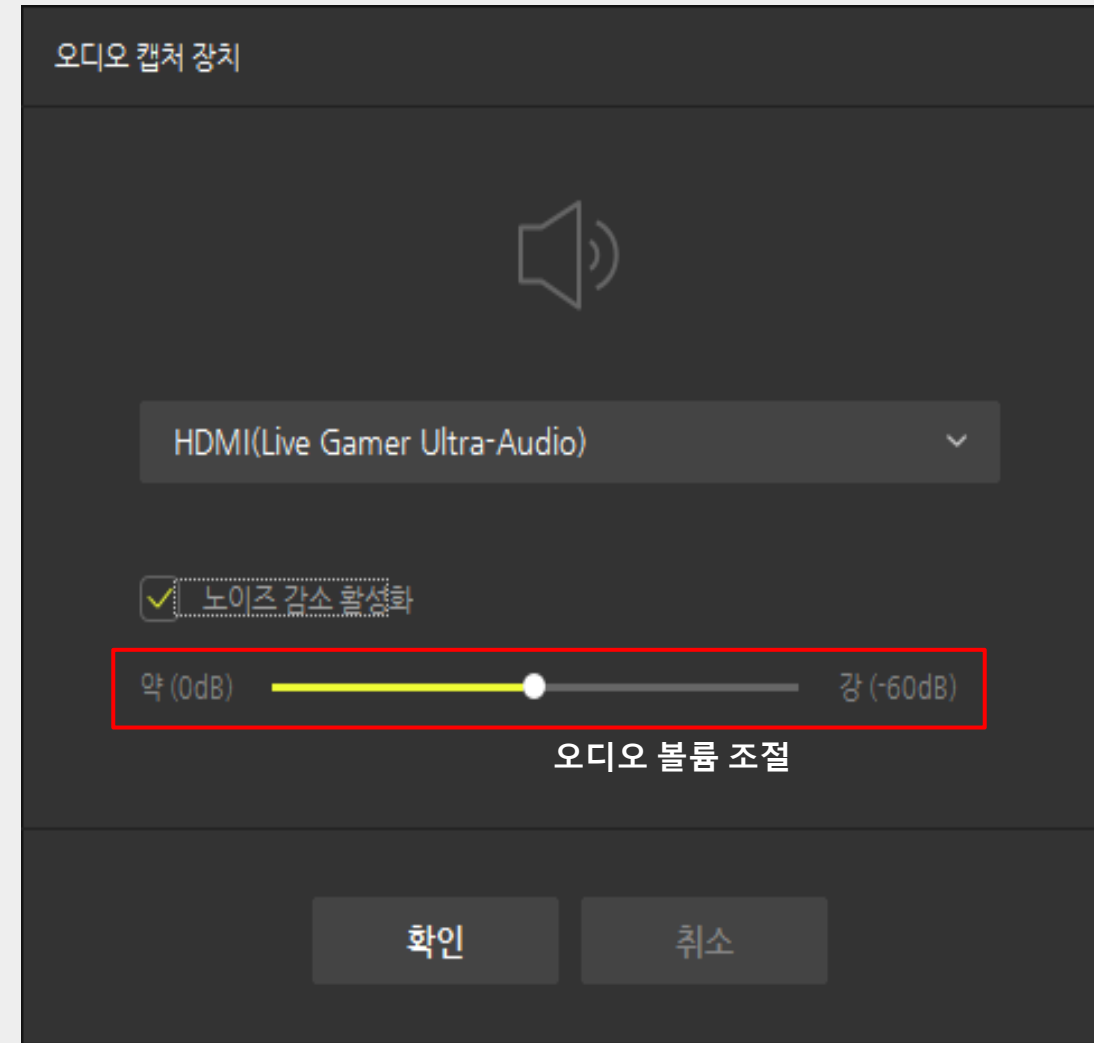 오디오 캡처 장치
HDMI(Live Gamer Ultra-Audio)
노이즈 감소 활성화
약 (0dB) 강 (-60dB)
오디오 볼륨 조절
확인 취소